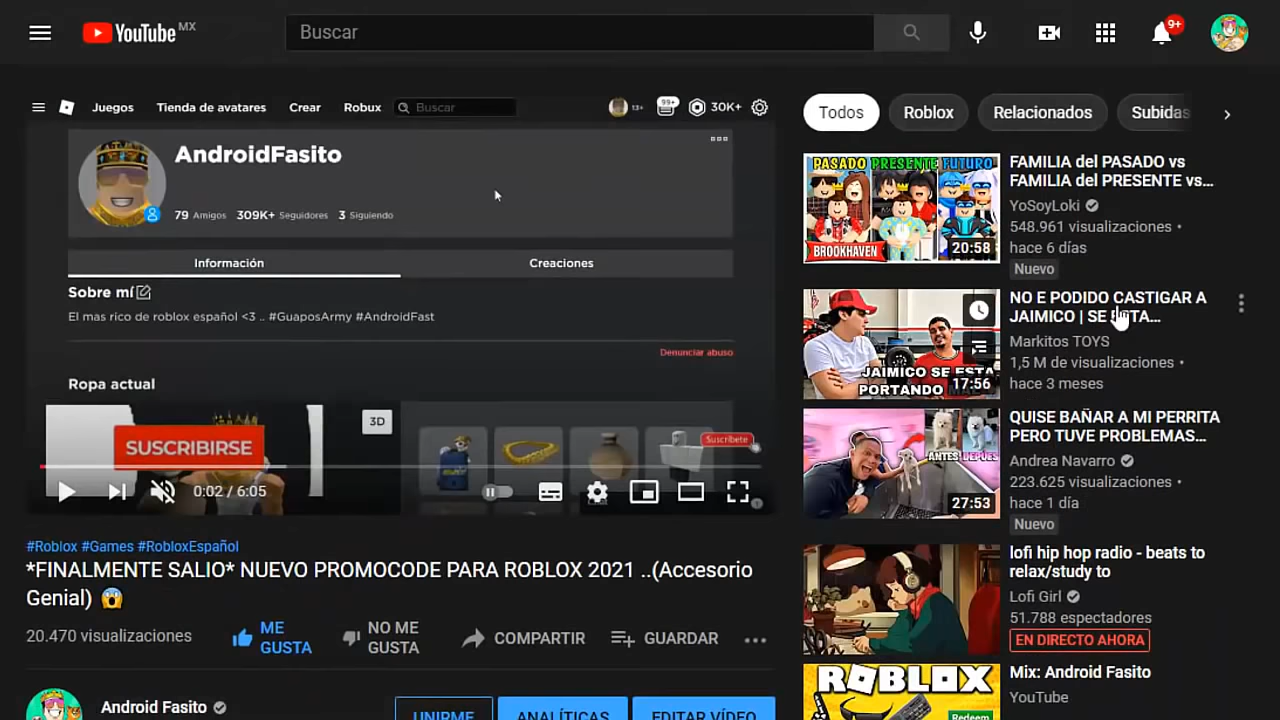 YouTube MX
Buscar
9+
Juegos
Tienda de avatares
Crear
Robux
Buscar
13+
99+
30K+
AndroidFasito
79 Amigos 309K+ Seguidores 3 Siguiendo
Información
Creaciones
Sobre mí
El mas rico de roblox español <3 .. #GuaposArmy #AndroidFast
Denunciar abuso
Ropa actual
3D
SUSCRIBIRSE
Suscríbete
0:02 / 6:05
#Roblox #Games #RobloxEspañol
*FINALMENTE SALIO* NUEVO PROMOCODE PARA ROBLOX 2021 ..(Accesorio
Genial) 😱
20.470 visualizaciones
ME
GUSTA
NO ME
GUSTA
COMPARTIR
GUARDAR
Android Fasito
UNIRME
ANALÍTICAS
EDITAR VÍDEO
Todos
Roblox
Relacionados
Subidas
PASADO PRESENTE FUTURO
BROOKHAVEN
20:58
FAMILIA del PASADO vs
FAMILIA del PRESENTE vs...
YoSoyLoki
548.961 visualizaciones •
hace 6 días
Nuevo
JAIMICO SE ESTA
PORTANDO
17:56
NO E PODIDO CASTIGAR A
JAIMICO | SE ESTA...
Markitos TOYS
1,5 M de visualizaciones •
hace 3 meses
ANTES
27:53
QUISE BAÑAR A MI PERRITA
PERO TUVE PROBLEMAS...
Andrea Navarro
223.625 visualizaciones •
hace 1 día
Nuevo
lofi hip hop radio - beats to
relax/study to
Lofi Girl
51.788 espectadores
EN DIRECTO AHORA
ROBLOX
Redeem
Mix: Android Fasito
YouTube